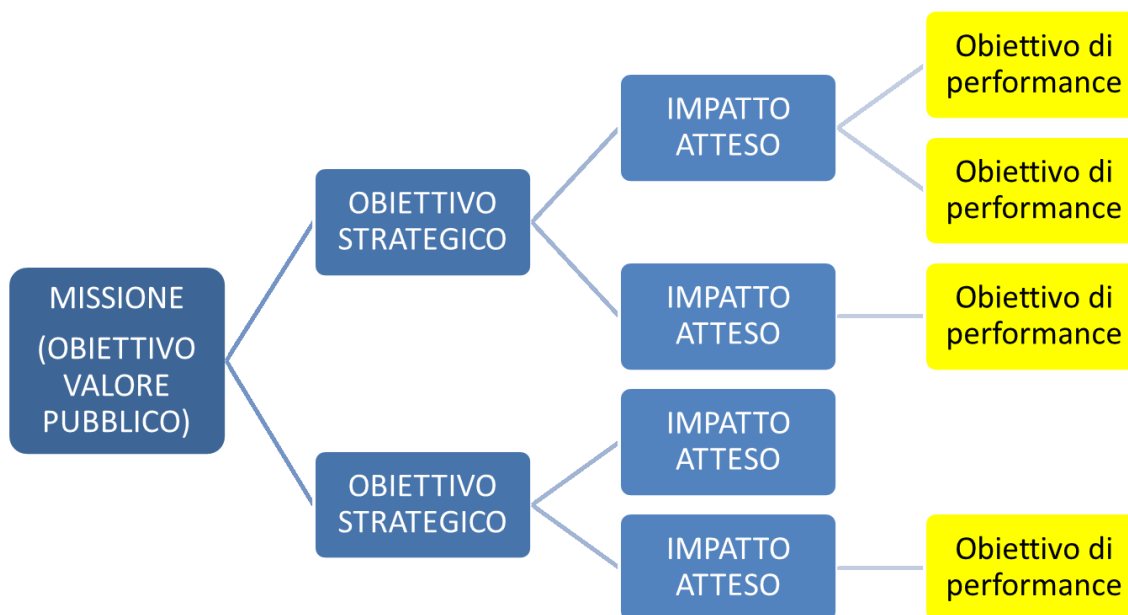 MISSIONE
(OBIETTIVO
VALORE
PUBBLICO)
OBIETTIVO
STRATEGICO
IMPATTO
ATTESO
Obiettivo di
performance
Obiettivo di
performance
IMPATTO
ATTESO
Obiettivo di
performance
OBIETTIVO
STRATEGICO
IMPATTO
ATTESO
IMPATTO
ATTESO
Obiettivo di
performance